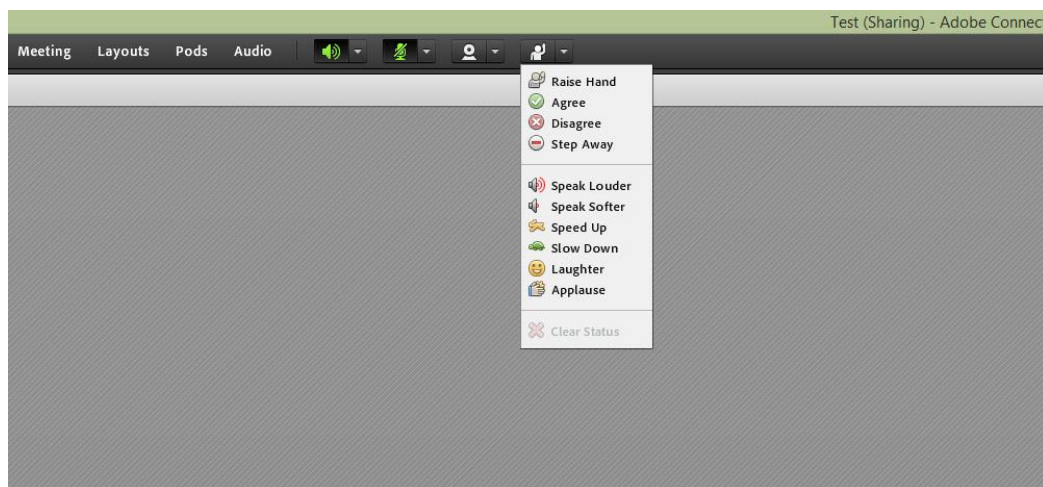 Test (Sharing) - Adobe Connec
Meeting Layouts Pods Audio
Raise Hand
Agree
Disagree
Step Away
Speak Louder
Speak Softer
Speed Up
Slow Down
Laughter
Applause
Clear Status